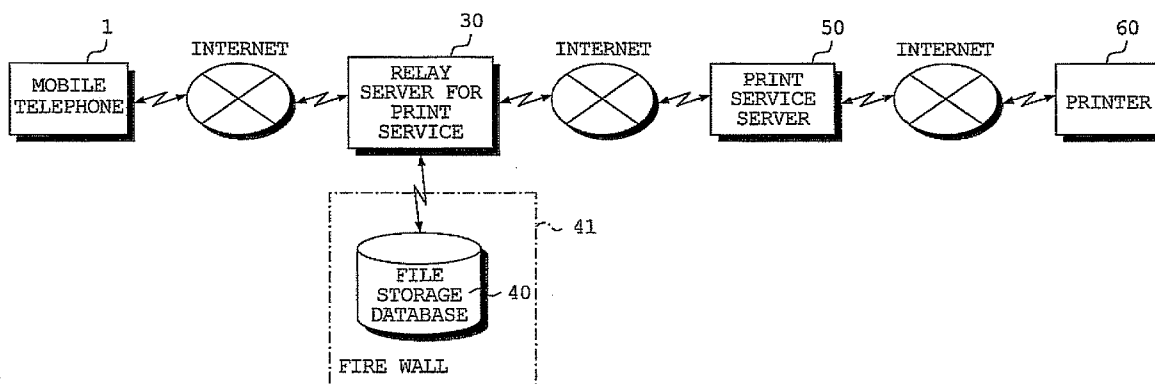 1
30
50
60
INTERNET
INTERNET
INTERNET
MOBILE
TELEPHONE
RELAY
SERVER FOR
PRINT
SERVICE
PRINT
SERVICE
SERVER
PRINTER
41
FILE
STORAGE
DATABASE
40
FIRE WALL